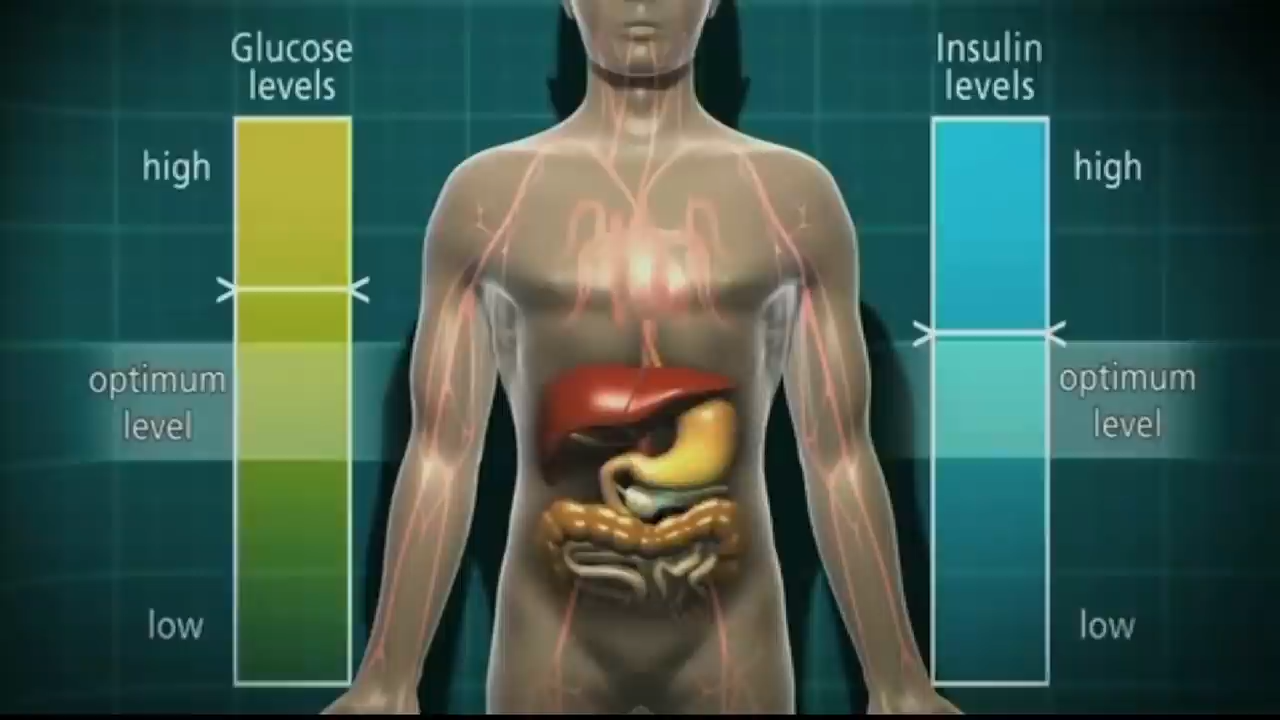 Glucose
levels
high
optimum
level
low
Insulin
levels
high
optimum
level
low